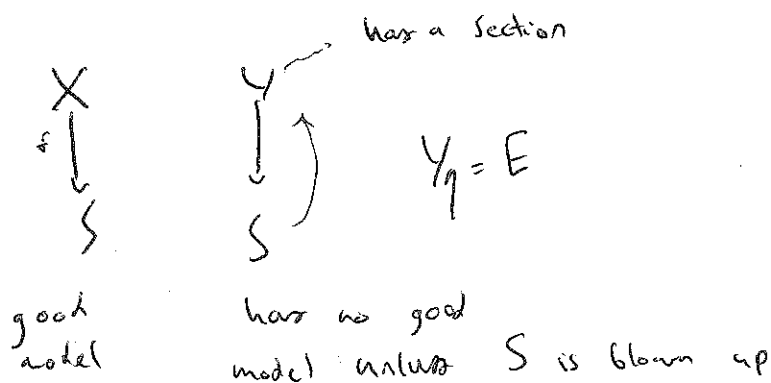 has a section
X Y
f
S S Y_η = E
good has no good
model model unless S is blown up